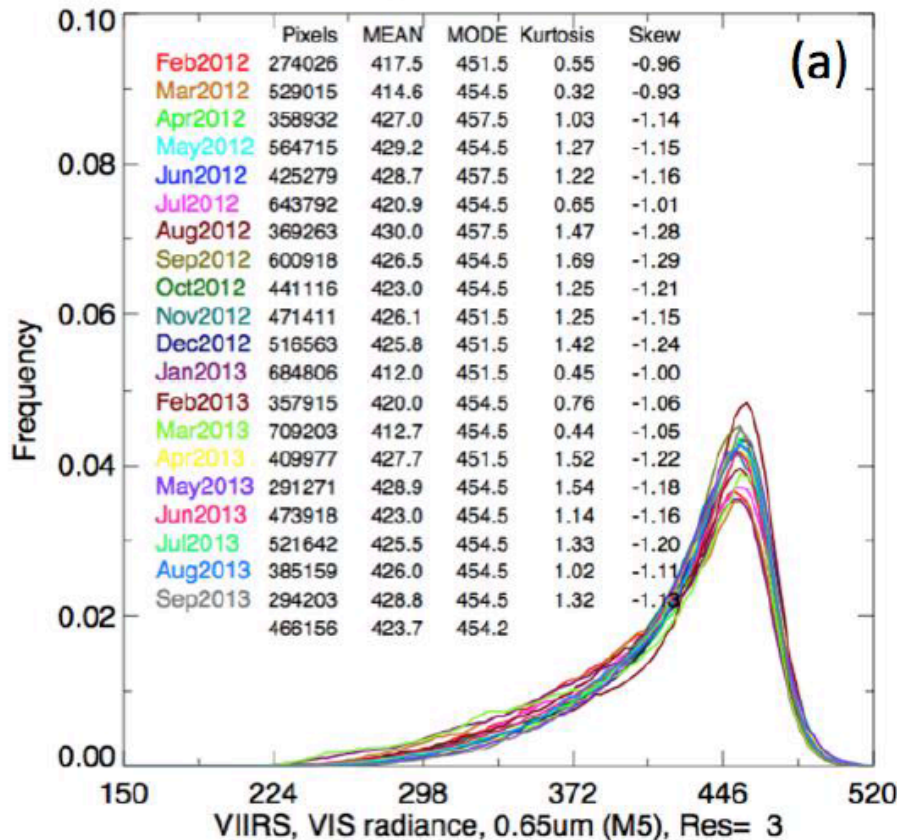 (a)
Pixels MEAN MODE Kurtosis Skew
Feb2012 274026 417.5 451.5 0.55 -0.96
Mar2012 529015 414.6 454.5 0.32 -0.93
Apr2012 358932 427.0 457.5 1.03 -1.14
May2012 564715 429.2 454.5 1.27 -1.15
Jun2012 425279 428.7 457.5 1.22 -1.16
Jul2012 643792 420.9 454.5 0.65 -1.01
Aug2012 369263 430.0 457.5 1.47 -1.28
Sep2012 600918 426.5 454.5 1.69 -1.29
Oct2012 441116 423.0 454.5 1.25 -1.21
Nov2012 471411 426.1 451.5 1.25 -1.15
Dec2012 516563 425.8 451.5 1.42 -1.24
Jan2013 684806 412.0 451.5 0.45 -1.00
Feb2013 357915 420.0 454.5 0.76 -1.06
Mar2013 709203 412.7 454.5 0.44 -1.05
Apr2013 409977 427.7 451.5 1.52 -1.22
May2013 291271 428.9 454.5 1.54 -1.18
Jun2013 473918 423.0 454.5 1.14 -1.16
Jul2013 521642 425.5 454.5 1.33 -1.20
Aug2013 385159 426.0 454.5 1.02 -1.11
Sep2013 294203 428.8 454.5 1.32 -1.13
466156 423.7 454.2
Frequency
0.10
0.08
0.06
0.04
0.02
0.00
150 224 298 372 446 520
VIIRS, VIS radiance, 0.65um (M5), Res= 3